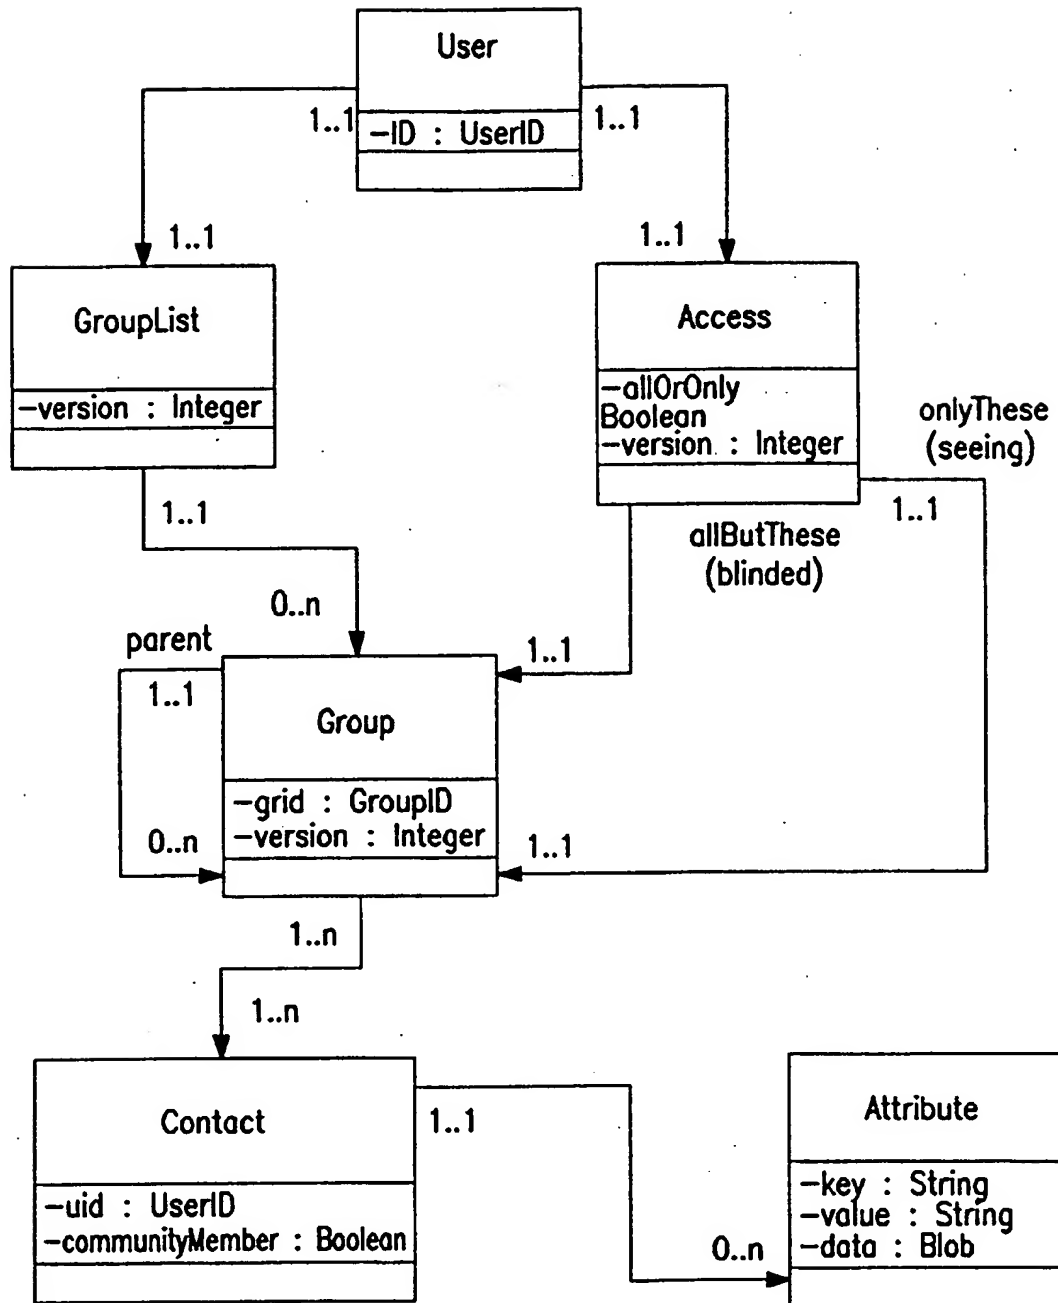 User
1..1
-ID : UserID
1..1
1..1
1..1
GroupList
-version : Integer
Access
-allOrOnly
Boolean
-version : Integer
onlyThese
(seeing)
1..1
1..1
allButThese
(blinded)
0..n
parent
1..1
1..1
Group
-grid : GroupID
-version : Integer
0..n
1..1
1..n
1..n
Contact
-uid : UserID
-communityMember : Boolean
1..1
Attribute
-key : String
-value : String
-data : Blob
0..n